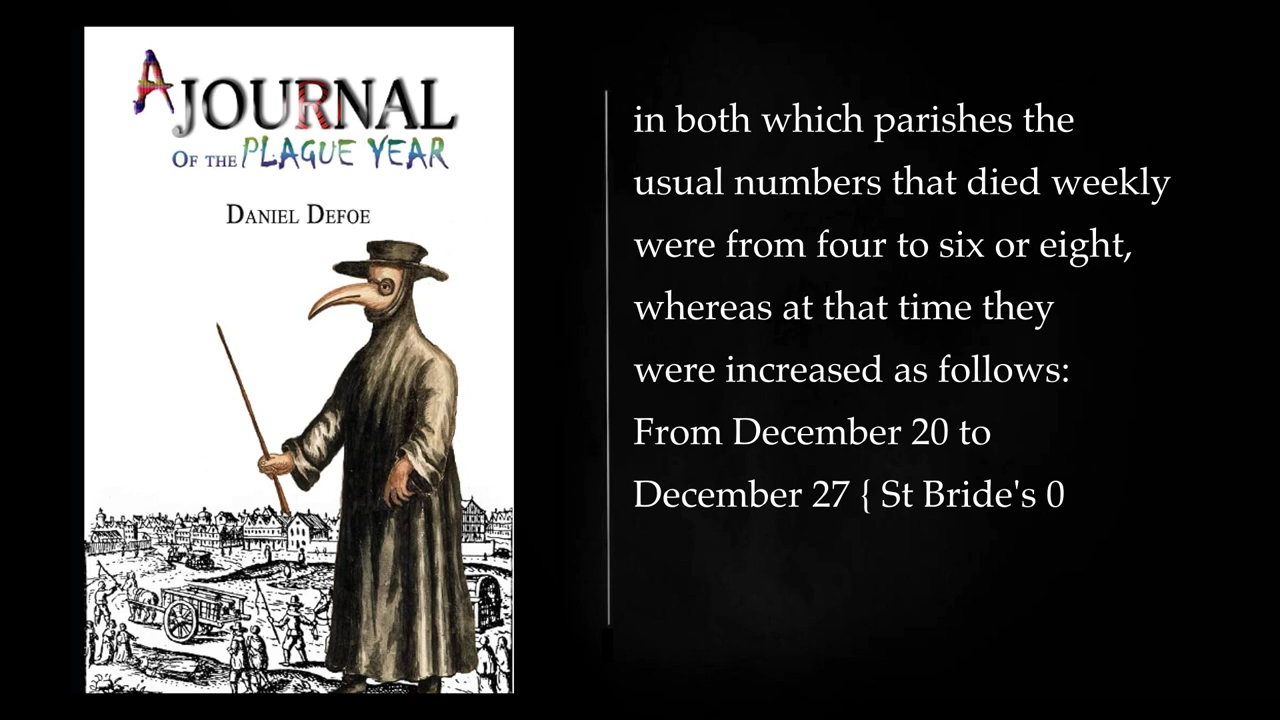 A JOURNAL
OF THE PLAGUE YEAR
DANIEL DEFOE
in both which parishes the
usual numbers that died weekly
were from four to six or eight,
whereas at that time they
were increased as follows:
From December 20 to
December 27 { St Bride's 0